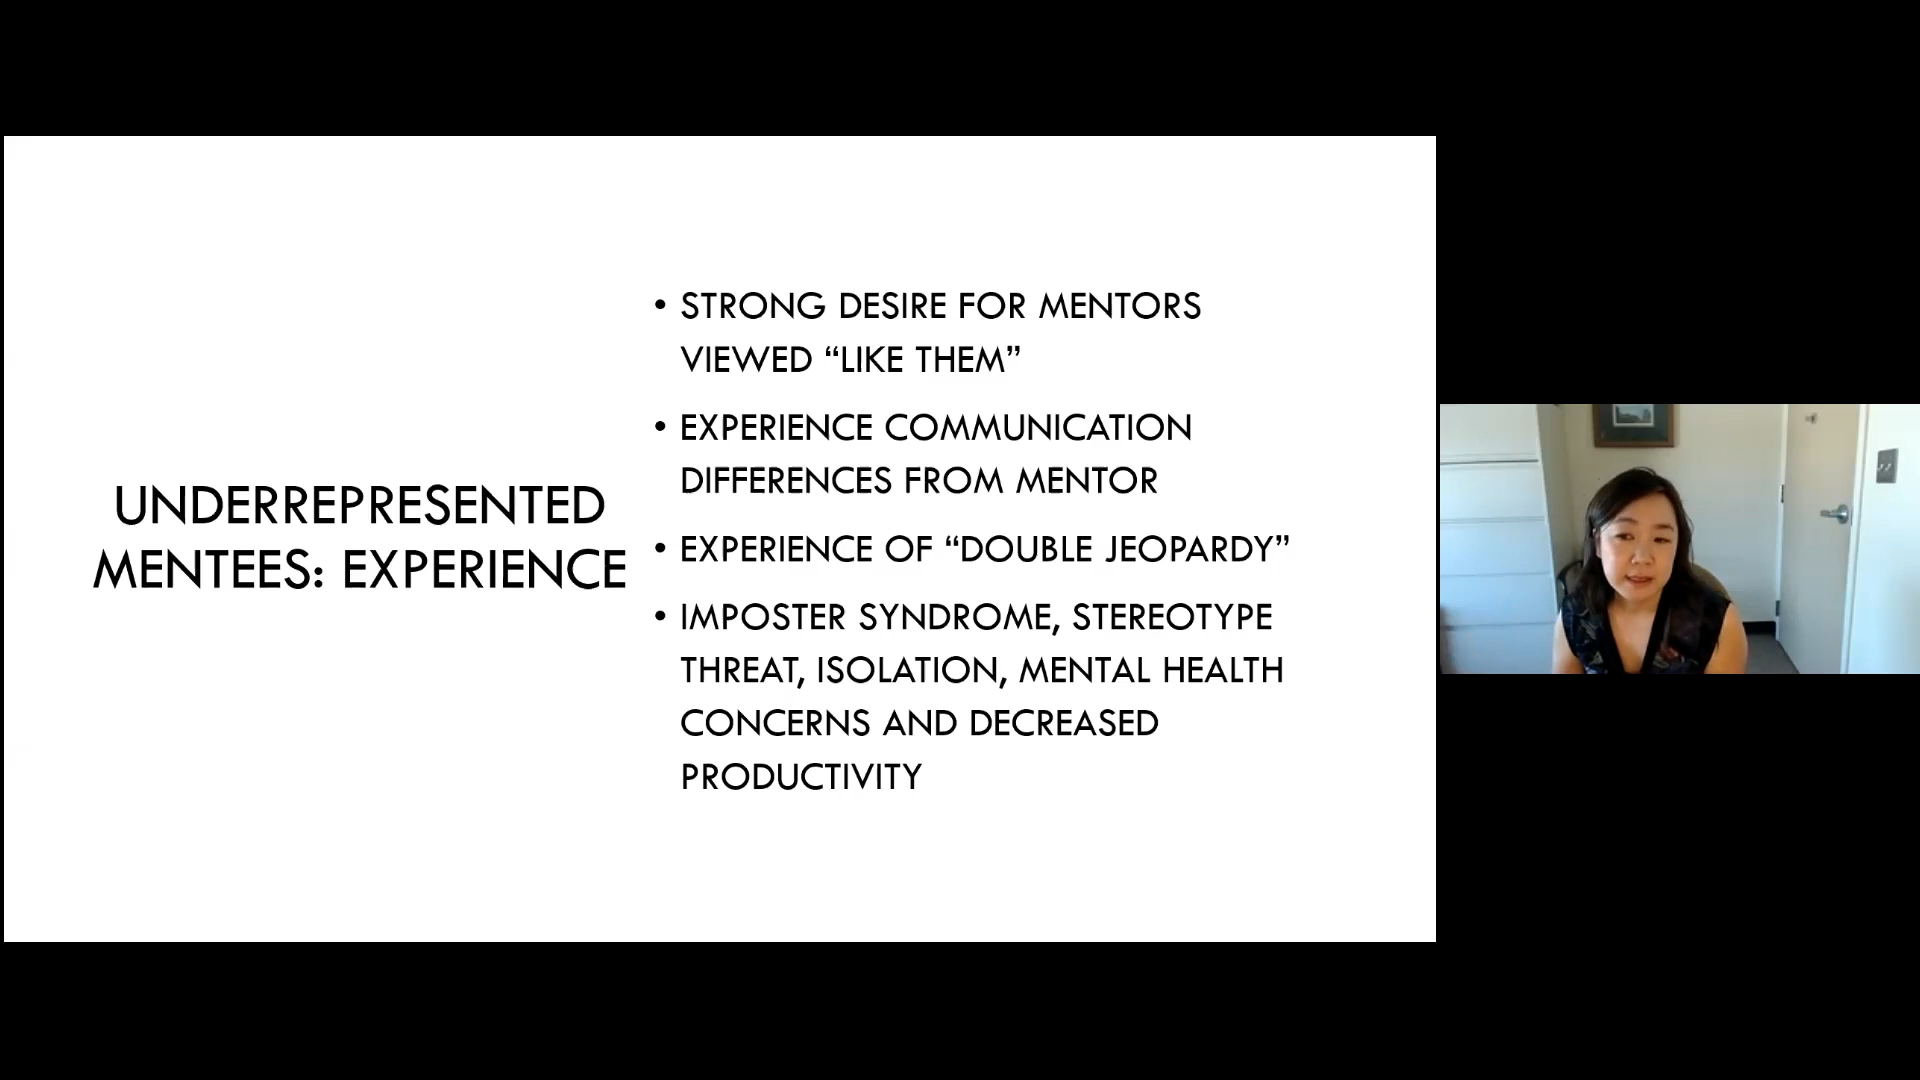 UNDERREPRESENTED
MENTEES: EXPERIENCE
• STRONG DESIRE FOR MENTORS
VIEWED “LIKE THEM”
• EXPERIENCE COMMUNICATION
DIFFERENCES FROM MENTOR
• EXPERIENCE OF “DOUBLE JEOPARDY”
• IMPOSTER SYNDROME, STEREOTYPE
THREAT, ISOLATION, MENTAL HEALTH
CONCERNS AND DECREASED
PRODUCTIVITY